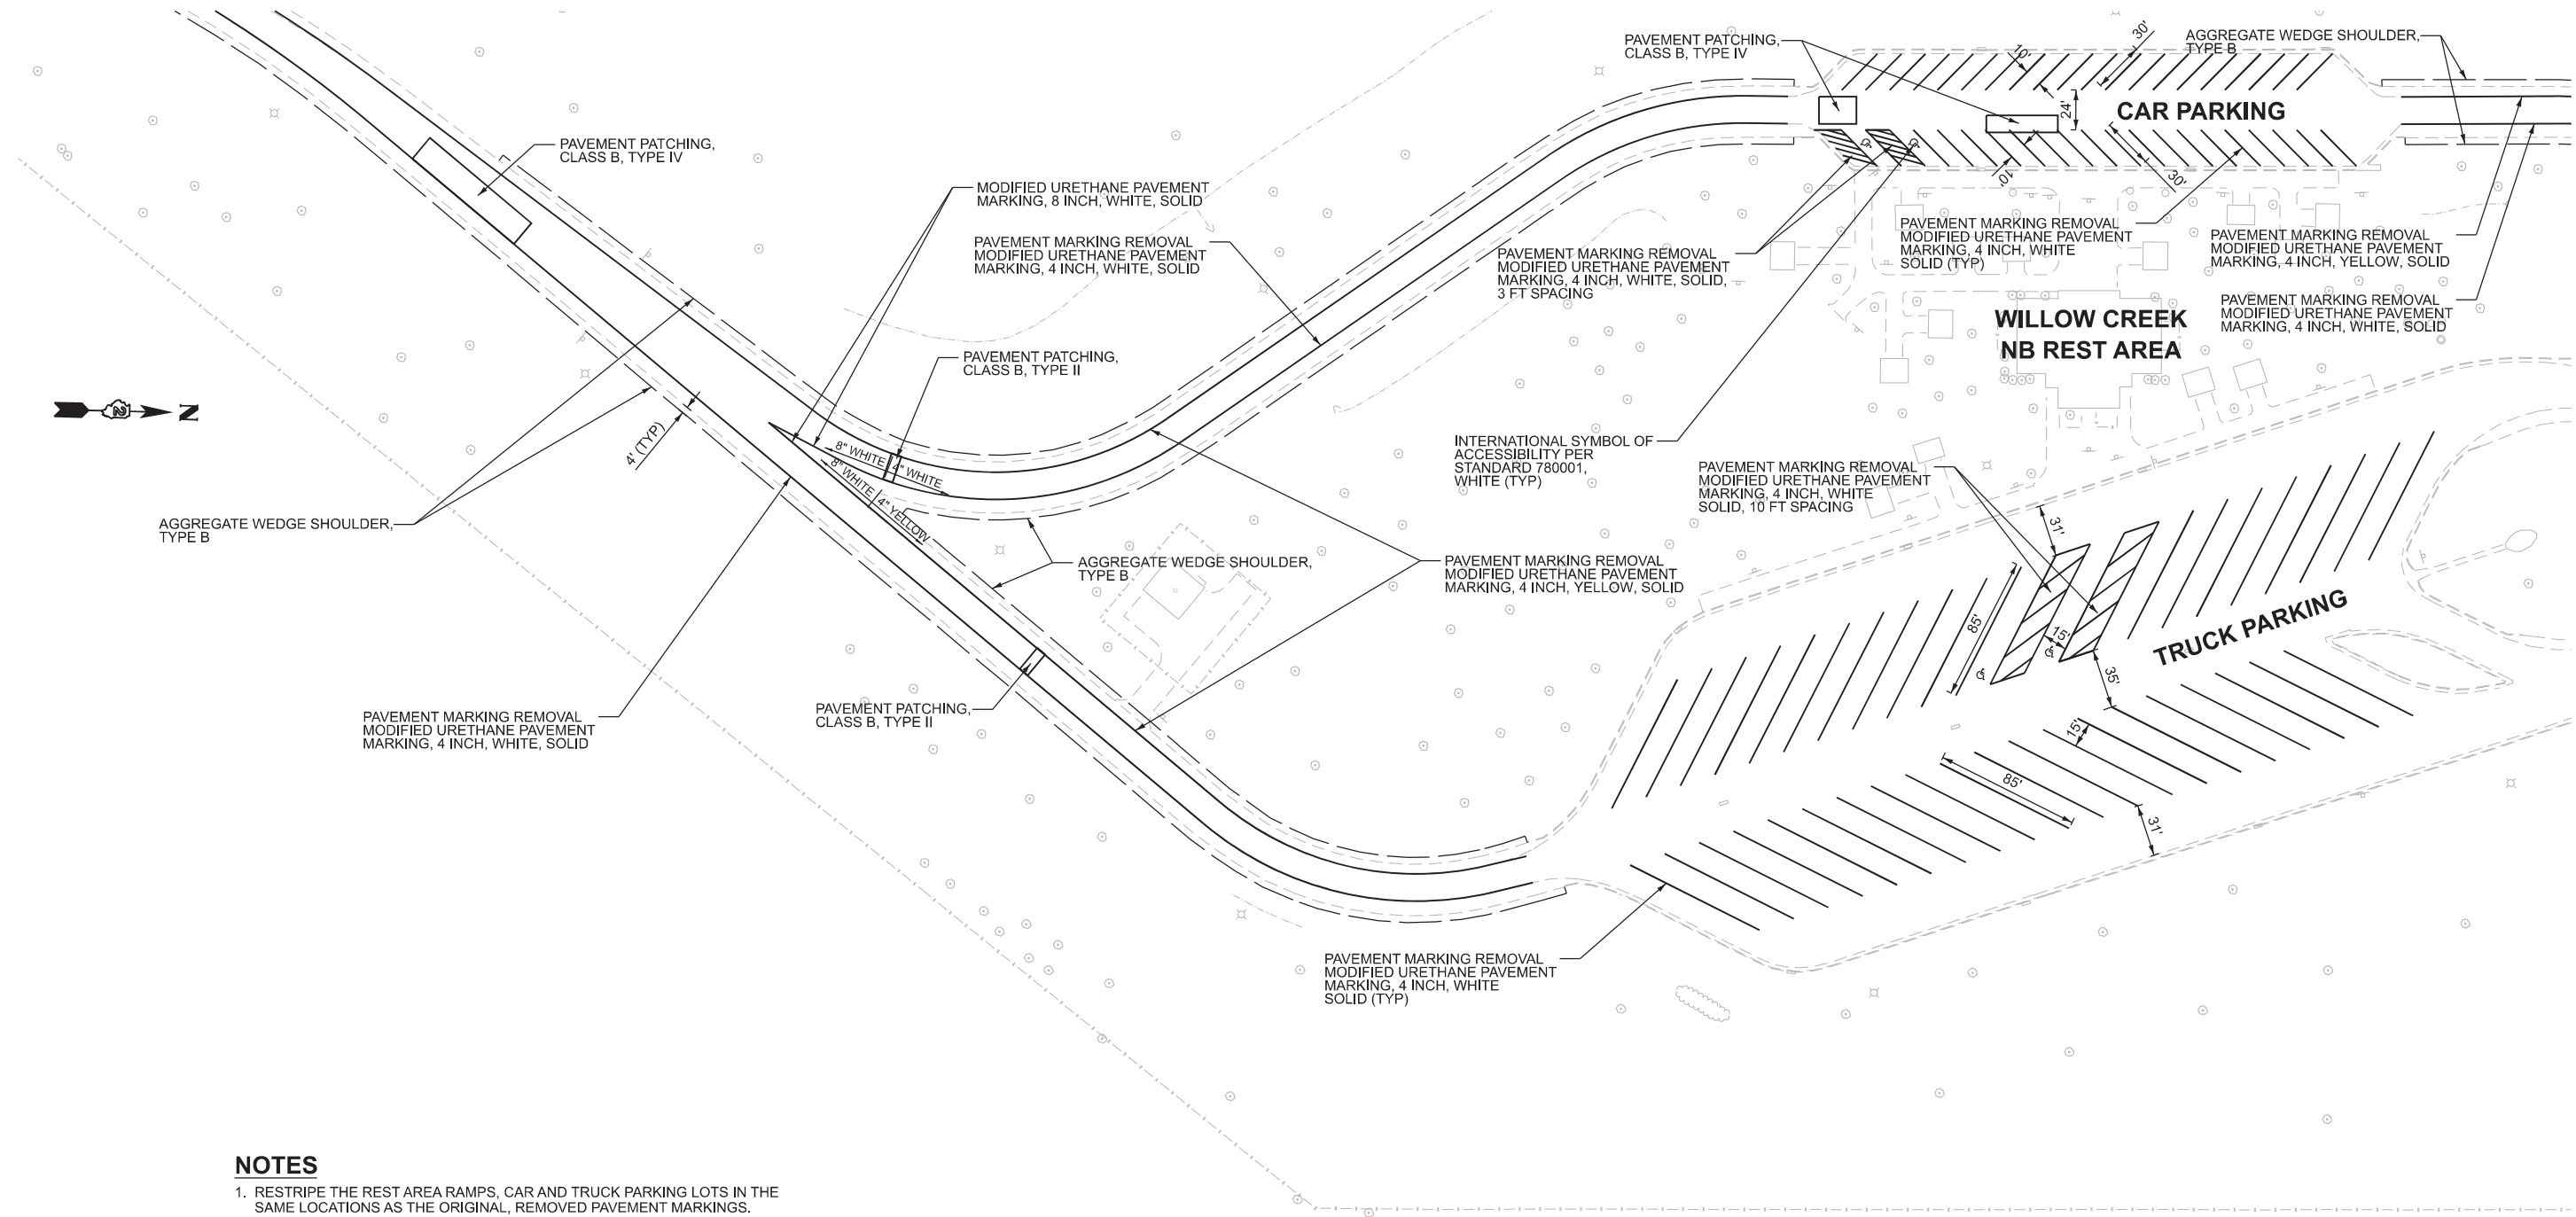 PAVEMENT PATCHING,
CLASS B, TYPE IV
30'
10'
AGGREGATE WEDGE SHOULDER,
TYPE B
24'
CAR PARKING
10'
30'
PAVEMENT PATCHING,
CLASS B, TYPE IV
MODIFIED URETHANE PAVEMENT
MARKING, 8 INCH, WHITE, SOLID
PAVEMENT MARKING REMOVAL
MODIFIED URETHANE PAVEMENT
MARKING, 4 INCH, WHITE, SOLID
PAVEMENT MARKING REMOVAL
MODIFIED URETHANE PAVEMENT
MARKING, 4 INCH, WHITE, SOLID,
3 FT SPACING
PAVEMENT MARKING REMOVAL
MODIFIED URETHANE PAVEMENT
MARKING, 4 INCH, WHITE
SOLID (TYP)
PAVEMENT MARKING REMOVAL
MODIFIED URETHANE PAVEMENT
MARKING, 4 INCH, YELLOW, SOLID
PAVEMENT MARKING REMOVAL
MODIFIED URETHANE PAVEMENT
MARKING, 4 INCH, WHITE, SOLID
WILLOW CREEK
NB REST AREA
PAVEMENT PATCHING,
CLASS B, TYPE II
N
4' (TYP)
8" WHITE
4" WHITE
8" WHITE
4" YELLOW
INTERNATIONAL SYMBOL OF
ACCESSIBILITY PER
STANDARD 780001,
WHITE (TYP)
PAVEMENT MARKING REMOVAL
MODIFIED URETHANE PAVEMENT
MARKING, 4 INCH, WHITE
SOLID, 10 FT SPACING
AGGREGATE WEDGE SHOULDER,
TYPE B
AGGREGATE WEDGE SHOULDER,
TYPE B
PAVEMENT MARKING REMOVAL
MODIFIED URETHANE PAVEMENT
MARKING, 4 INCH, YELLOW, SOLID
31'
85'
15'
35'
TRUCK PARKING
PAVEMENT MARKING REMOVAL
MODIFIED URETHANE PAVEMENT
MARKING, 4 INCH, WHITE, SOLID
PAVEMENT PATCHING,
CLASS B, TYPE II
15'
85'
31'
PAVEMENT MARKING REMOVAL
MODIFIED URETHANE PAVEMENT
MARKING, 4 INCH, WHITE
SOLID (TYP)
NOTES
1. RESTRIPE THE REST AREA RAMPS, CAR AND TRUCK PARKING LOTS IN THE
SAME LOCATIONS AS THE ORIGINAL, REMOVED PAVEMENT MARKINGS.